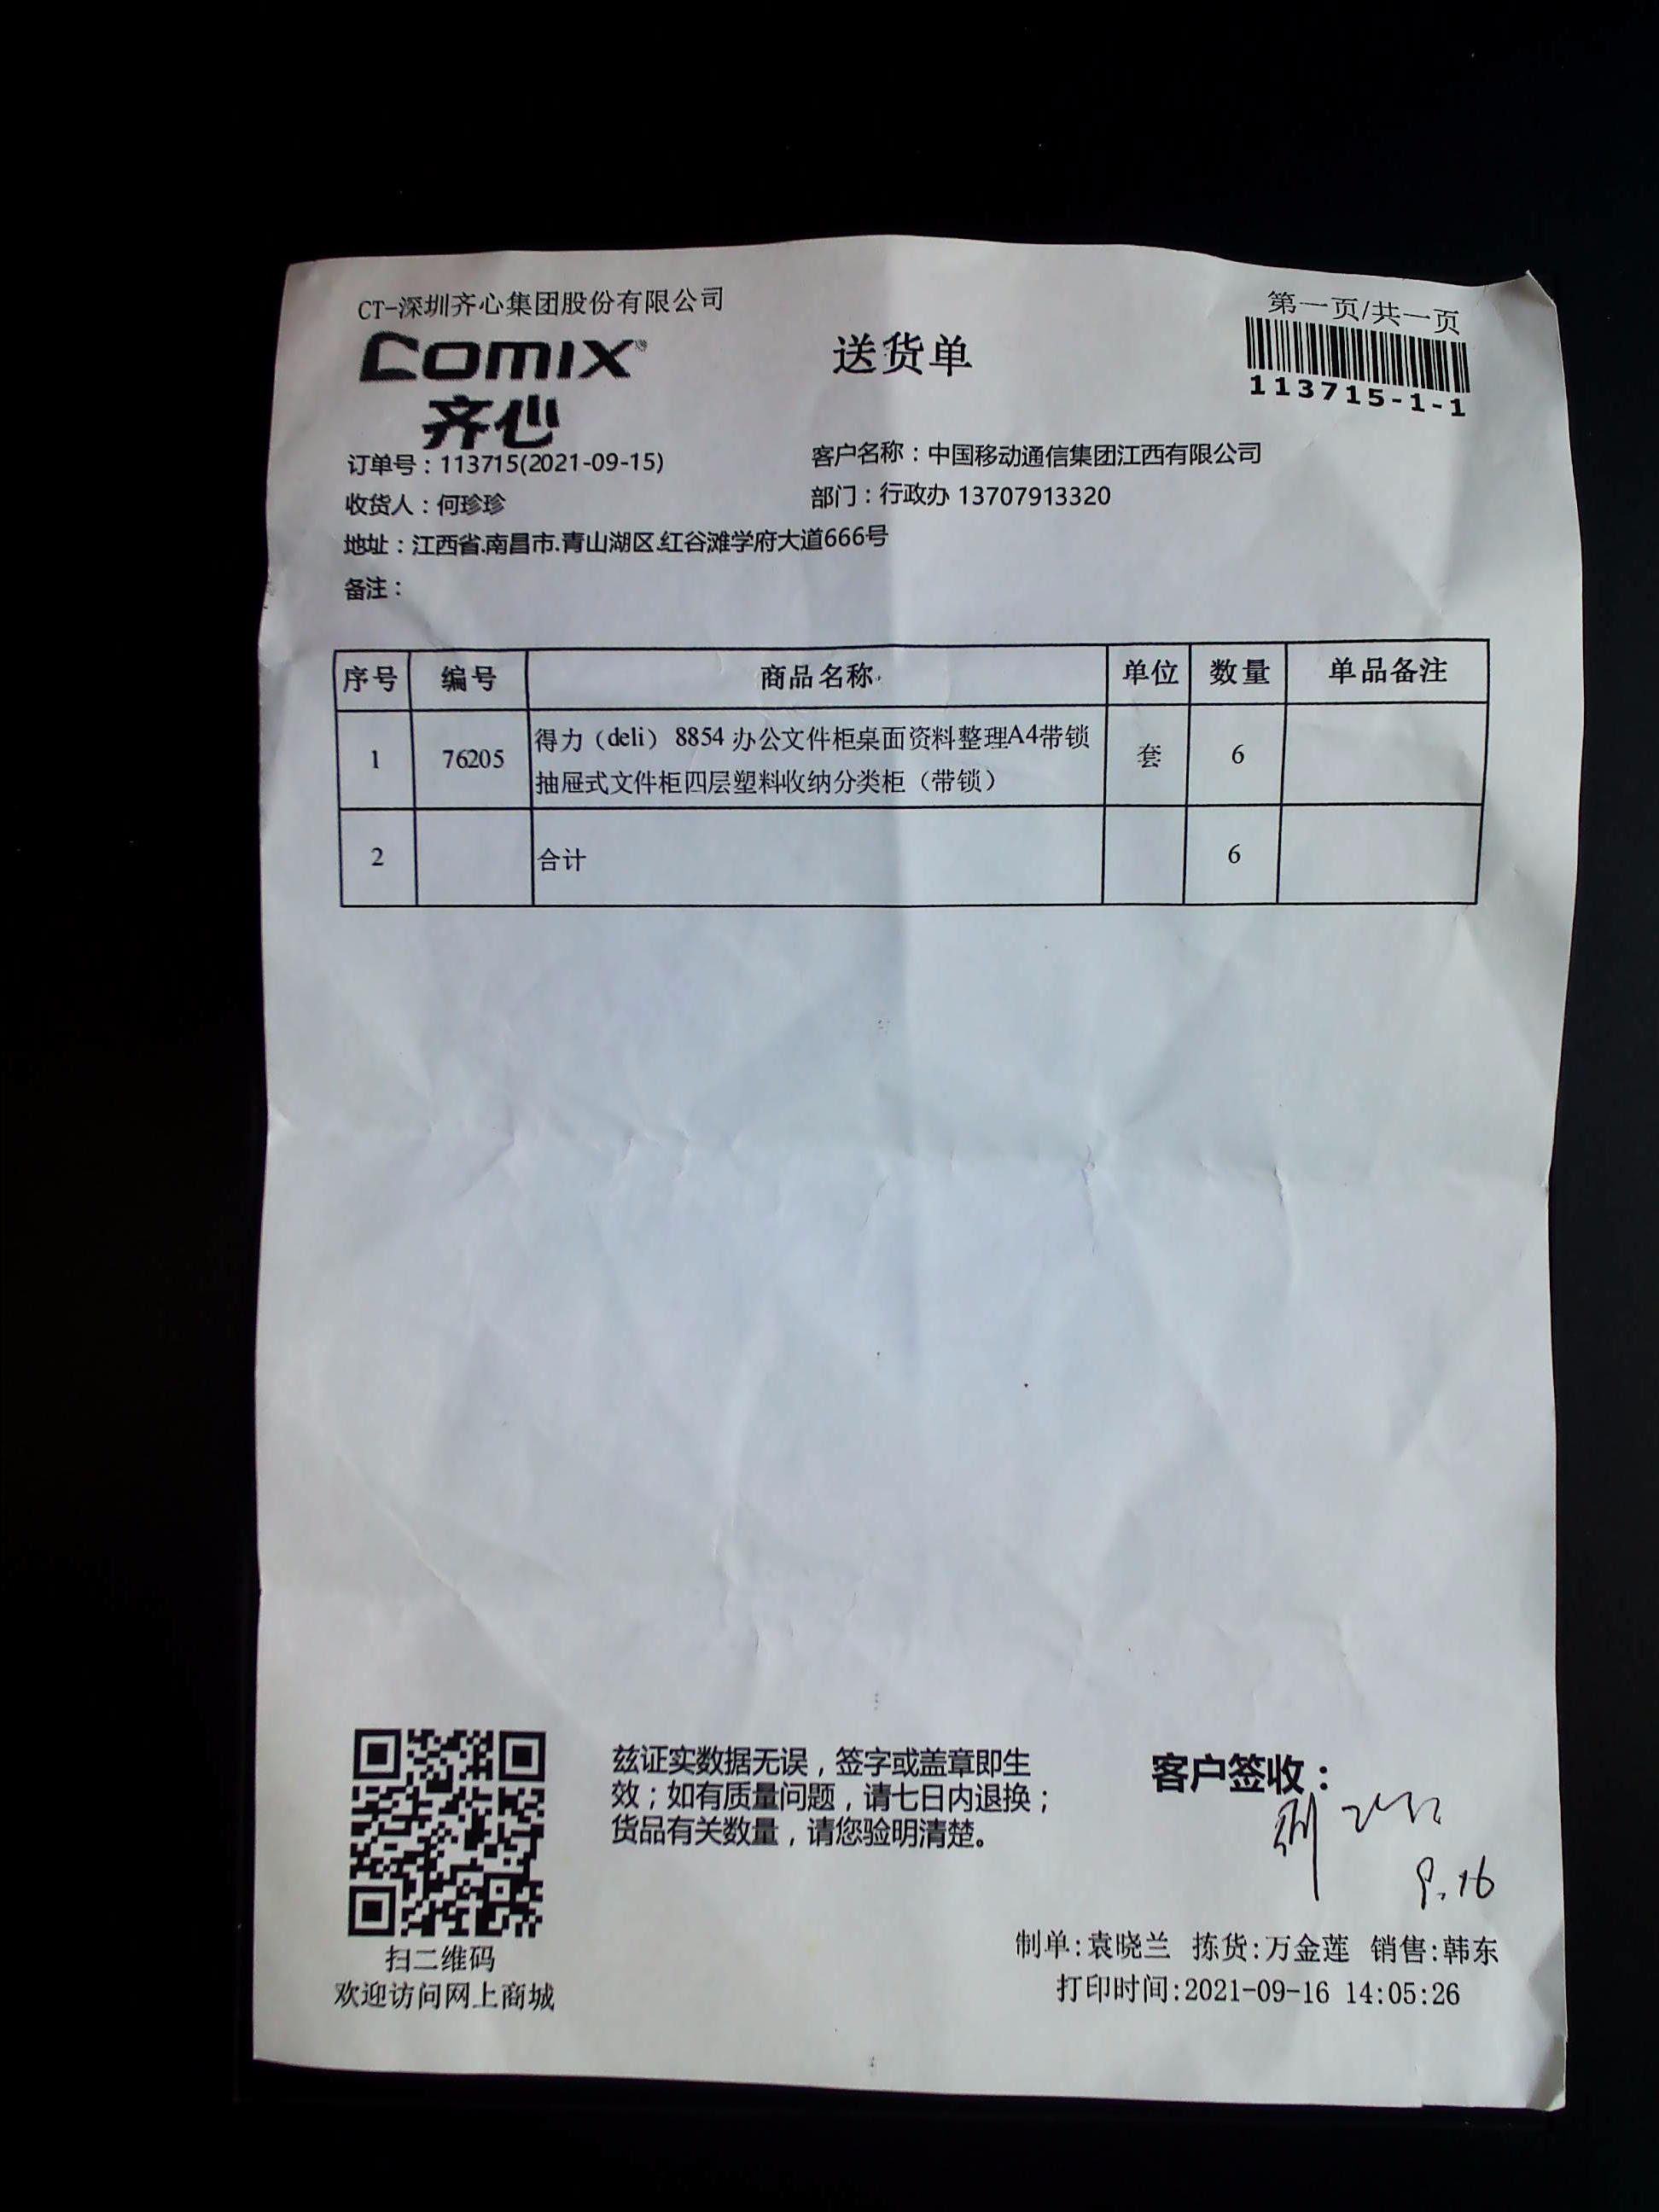 CT-深圳齐心集团股份有限公司
第一页/共一页
comix
齐心
送货单
113715-1-1
订单号：113715(2021-09-15)
客户名称：中国移动通信集团江西有限公司
收货人：何珍珍
部门：行政办 13707913320
地址：江西省.南昌市.青山湖区.红谷滩学府大道666号
备注：
序号 编号 商品名称 单位 数量 单品备注
1 76205 得力（deli） 8854 办公文件柜桌面资料整理A4带锁 套 6
抽屉式文件柜四层塑料收纳分类柜（带锁）
2 合计 6
兹证实数据无误，签字或盖章即生
效；如有质量问题，请七日内退换；
货品有关数量，请您验明清楚。
客户签收：
9.16
扫二维码
欢迎访问网上商城
制单:袁晓兰 拣货:万金莲 销售:韩东
打印时间:2021-09-16 14:05:26